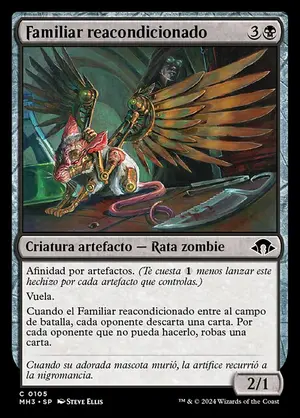 Familiar reacondicionado 3
Criatura artefacto — Rata zombie
Afinidad por artefactos. (Te cuesta 1 menos lanzar este
hechizo por cada artefacto que controlas.)
Vuela.
Cuando el Familiar reacondicionado entre al campo
de batalla, cada oponente descarta una carta. Por
cada oponente que no pueda hacerlo, robas una
carta.
Cuando su adorada mascota murió, la artífice recurrió a
la nigromancia.
2/1
C 0105
MH3 • SP STEVE ELLIS
™ & © 2024 Wizards of the Coast